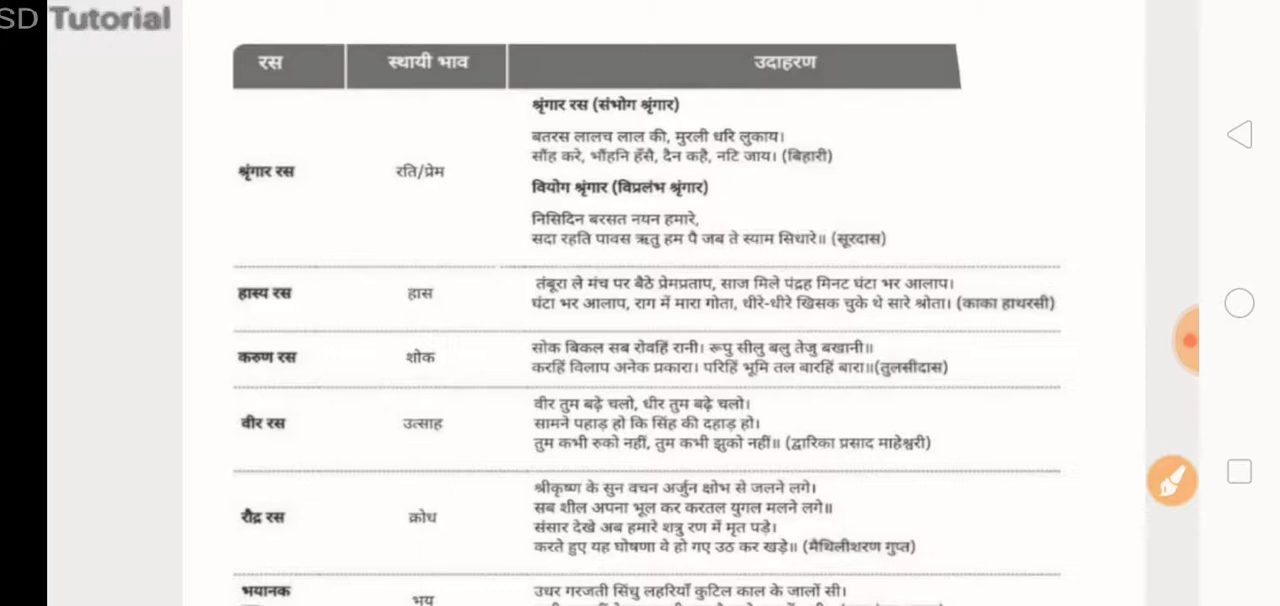 SD Tutorial
रस स्थायी भाव उदाहरण
श्रृंगार रस (संभोग श्रृंगार)
बतरस लालच लाल की, मुरली धरि लुकाय।
सौंह करे, भौंहनि हँसै, दैन कहै, नटि जाय। (बिहारी)
श्रृंगार रस रति/प्रेम
वियोग श्रृंगार (विप्रलंभ श्रृंगार)
निसिदिन बरसत नयन हमारे,
सदा रहति पावस ऋतु हम पै जब ते स्याम सिधारे॥ (सूरदास)
तंबूरा ले मंच पर बैठे प्रेमप्रताप, साज मिले पंद्रह मिनट घंटा भर आलाप।
हास्य रस हास
घंटा भर आलाप, राग में मारा गोता, धीरे-धीरे खिसक चुके थे सारे श्रोता। (काका हाथरसी)
सोक बिकल सब रोवहिं रानी। रूपु सीलु बलु तेजु बखानी॥
करुण रस शोक
करहिं विलाप अनेक प्रकारा। परिहिं भूमि तल बारहिं बारा॥(तुलसीदास)
वीर तुम बढ़े चलो, धीर तुम बढ़े चलो।
वीर रस उत्साह
सामने पहाड़ हो कि सिंह की दहाड़ हो।
तुम कभी रुको नहीं, तुम कभी झुको नहीं॥ (द्वारिका प्रसाद माहेश्वरी)
श्रीकृष्ण के सुन वचन अर्जुन क्षोभ से जलने लगे।
सब शील अपना भूल कर करतल युगल मलने लगे॥
रौद्र रस क्रोध
संसार देखे अब हमारे शत्रु रण में मृत पड़े।
करते हुए यह घोषणा वे हो गए उठ कर खड़े॥ (मैथिलीशरण गुप्त)
भयानक भय
उधर गरजती सिंधु लहरियाँ कुटिल काल के जालों सी।